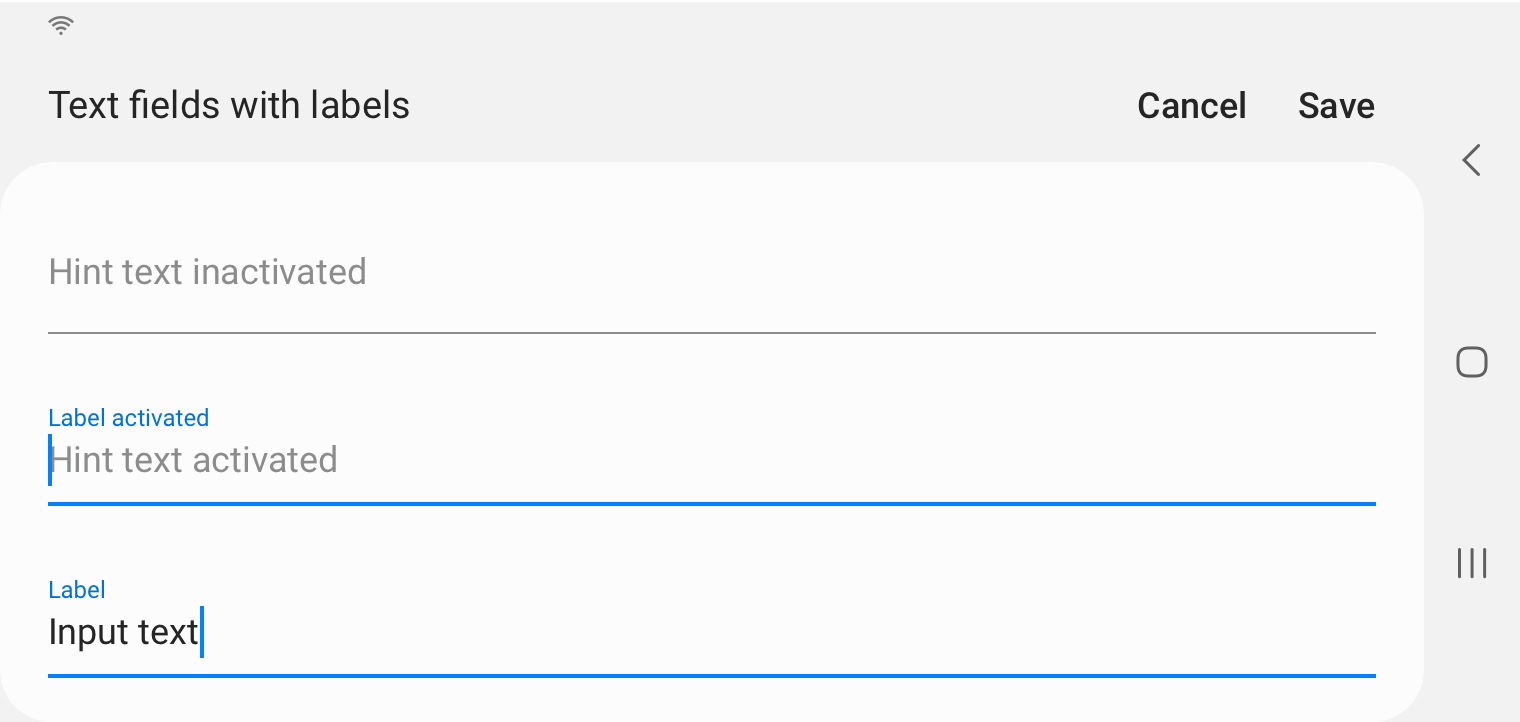 Text fields with labels
Cancel Save
Hint text inactivated
Label activated
Hint text activated
Label
Input text